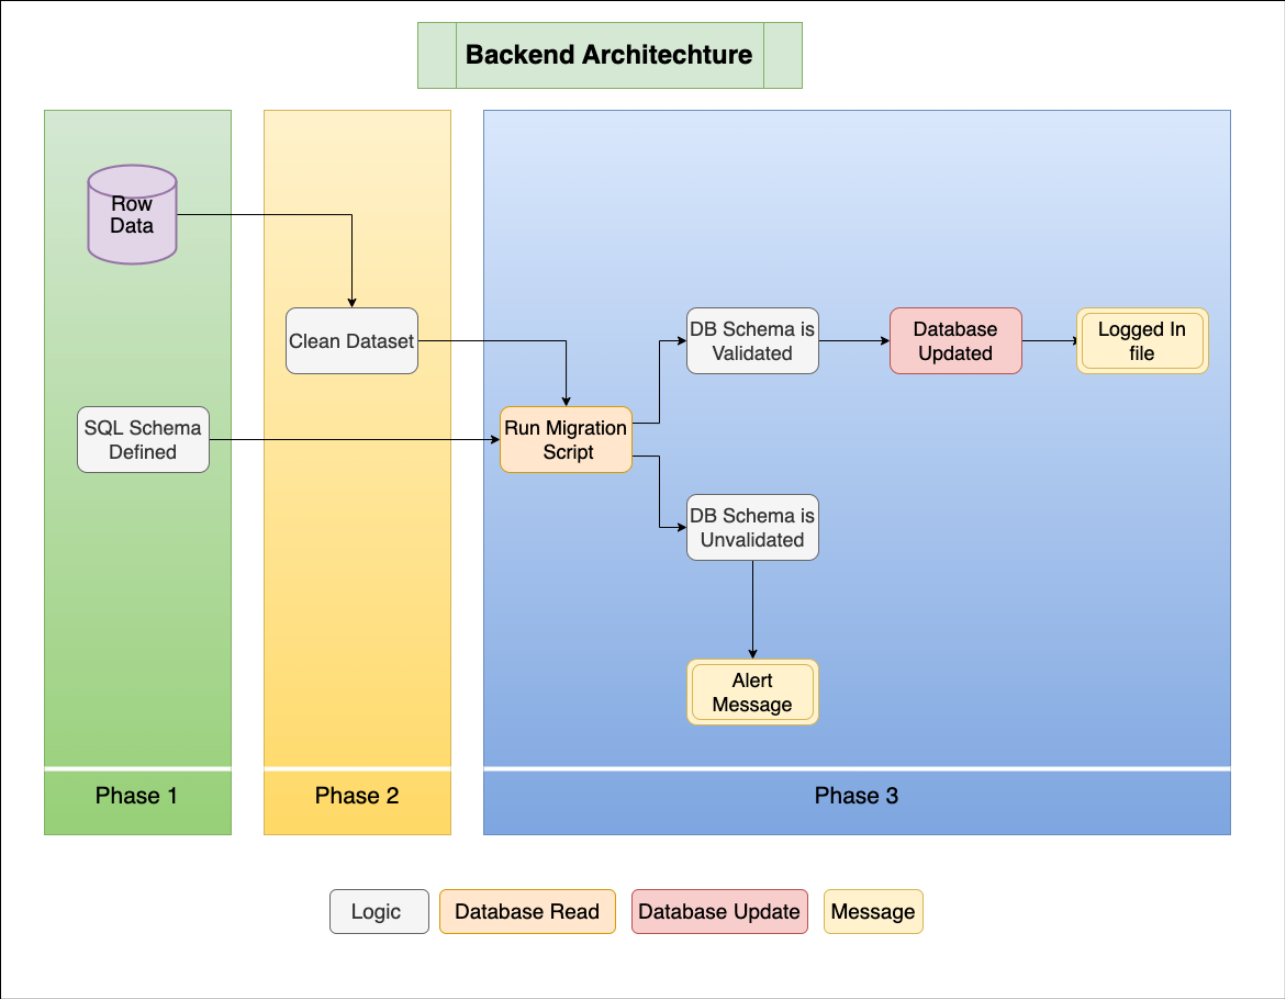 Backend Architechture
Row
Data
Clean Dataset
SQL Schema
Defined
Run Migration
Script
DB Schema is
Validated
Database
Updated
Logged In
file
DB Schema is
Unvalidated
Alert
Message
Phase 1
Phase 2
Phase 3
Logic
Database Read
Database Update
Message